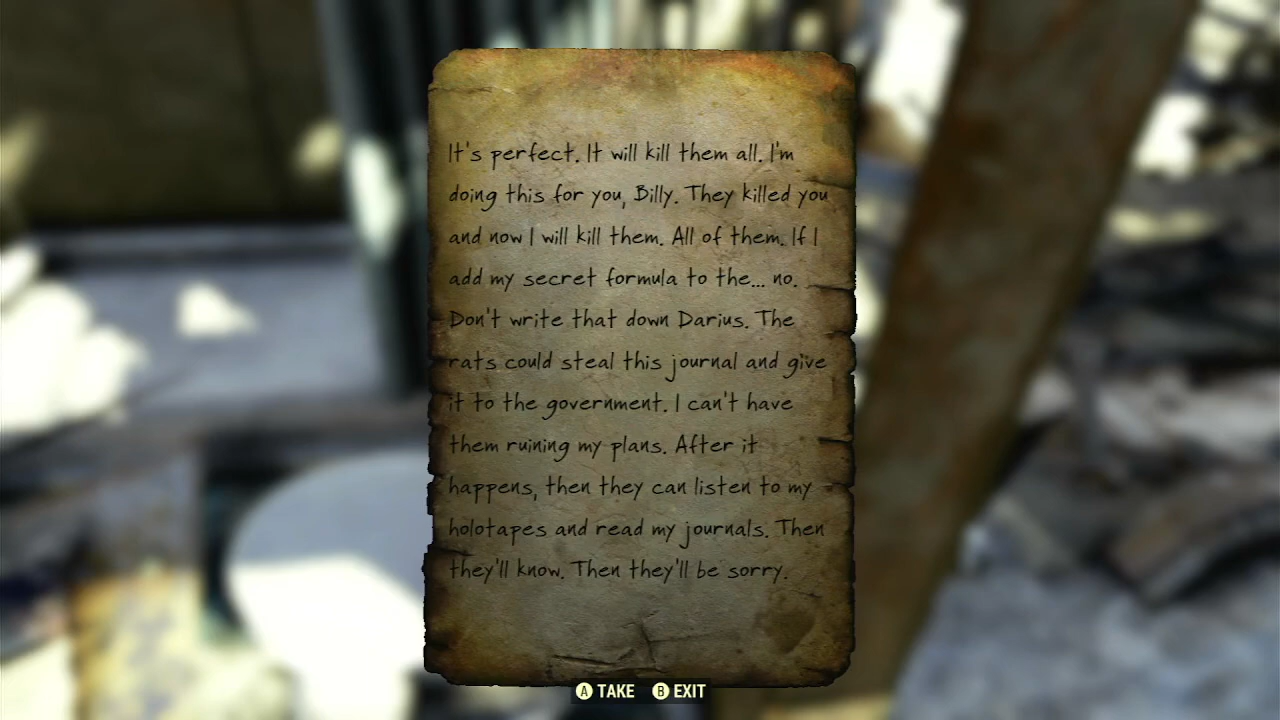 It's perfect. It will kill them all. I'm
doing this for you, Billy. They killed you
and now I will kill them. All of them. If I
add my secret formula to the... no.
Don't write that down Darius. The
rats could steal this journal and give
it to the government. I can't have
them ruining my plans. After it
happens, then they can listen to my
holotapes and read my journals. Then
they'll know. Then they'll be sorry.
A TAKE B EXIT